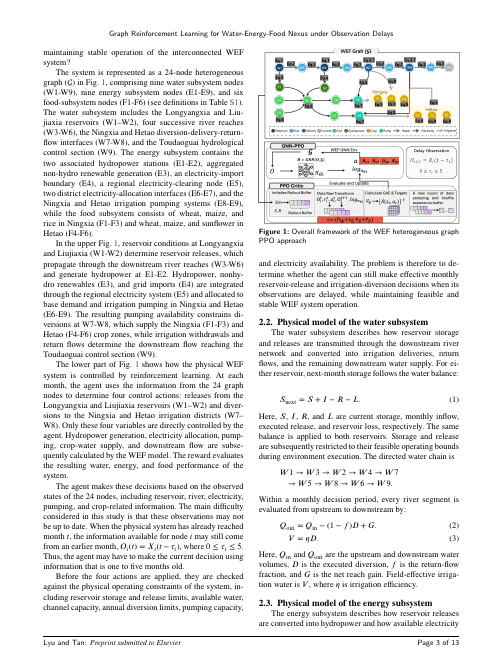 Graph Reinforcement Learning for Water-Energy-Food Nexus under Observation Delays
maintaining stable operation of the interconnected WEF
system?
The system is represented as a 24-node heterogeneous
graph (G) in Fig. 1, comprising nine water subsystem nodes
(W1-W9), nine energy subsystem nodes (E1-E9), and six
food-subsystem nodes (F1-F6) (see definitions in Table S1).
The water subsystem includes the Longyangxia and Liu-
jiaxia reservoirs (W1–W2), four successive river reaches
(W3-W6), the Ningxia and Hetao diversion-delivery-return-
flow interfaces (W7-W8), and the Toudaoguai hydrological
control section (W9). The energy subsystem contains the
two associated hydropower stations (E1-E2), aggregated
non-hydro renewable generation (E3), an electricity-import
boundary (E4), a regional electricity-clearing node (E5),
two district electricity-allocation interfaces (E6-E7), and the
Ningxia and Hetao irrigation pumping systems (E8-E9),
while the food subsystem consists of wheat, maize, and
rice in Ningxia (F1-F3) and wheat, maize, and sunflower in
Hetao (F4-F6).
In the upper Fig. 1, reservoir conditions at Longyangxia
and Liujiaxia (W1-W2) determine reservoir releases, which
propagate through the downstream river reaches (W3-W6)
and generate hydropower at E1-E2. Hydropower, nonhy-
dro renewables (E3), and grid imports (E4) are integrated
through the regional electricity system (E5) and allocated to
base demand and irrigation pumping in Ningxia and Hetao
(E6-E9). The resulting pumping availability constrains di-
versions at W7-W8, which supply the Ningxia (F1-F3) and
Hetao (F4-F6) crop zones, while irrigation withdrawals and
return flows determine the downstream flow reaching the
Toudaoguai control section (W9).
The lower part of Fig. 1 shows how the physical WEF
system is controlled by reinforcement learning. At each
month, the agent uses the information from the 24 graph
nodes to determine four control actions: releases from the
Longyangxia and Liujiaxia reservoirs (W1–W2) and diver-
sions to the Ningxia and Hetao irrigation districts (W7–
W8). Only these four variables are directly controlled by the
agent. Hydropower generation, electricity allocation, pump-
ing, crop-water supply, and downstream flow are subse-
quently calculated by the WEF model. The reward evaluates
the resulting water, energy, and food performance of the
system.
The agent makes these decisions based on the observed
states of the 24 nodes, including reservoir, river, electricity,
pumping, and crop-related information. The main difficulty
considered in this study is that these observations may not
be up to date. When the physical system has already reached
month t, the information available for node i may still come
from an earlier month, Oᵢ(t) = Xᵢ(t − τᵢ), where 0 ≤ τᵢ ≤ 5.
Thus, the agent may have to make the current decision using
information that is one to five months old.
Before the four actions are applied, they are checked
against the physical operating constraints of the system, in-
cluding reservoir storage and release limits, available water,
channel capacity, annual diversion limits, pumping capacity,
WEF Grah (G)
Ningxia
Hetao
GNN-PPO
WEF GNN-Env
Delay Observation
0 ≤ τᵢ ≤ 5
PPO Critic
Evaluate and Update
Figure 1: Overall framework of the WEF heterogeneous graph
PPO approach
and electricity availability. The problem is therefore to de-
termine whether the agent can still make effective monthly
reservoir-release and irrigation-diversion decisions when its
observations are delayed, while maintaining feasible and
stable WEF system operation.
2.2. Physical model of the water subsystem
The water subsystem describes how reservoir storage
and releases are transmitted through the downstream river
network and converted into irrigation deliveries, return
flows, and the remaining downstream water supply. For ei-
ther reservoir, next-month storage follows the water balance:
S_next = S + I − R − L. (1)
Here, S, I, R, and L are current storage, monthly inflow,
executed release, and reservoir loss, respectively. The same
balance is applied to both reservoirs. Storage and release
are subsequently restricted to their feasible operating bounds
during environment execution. The directed water chain is
W1 → W3 → W2 → W4 → W7
→ W5 → W8 → W6 → W9.
Within a monthly decision period, every river segment is
evaluated from upstream to downstream by:
Q_out = Q_in − (1 − f)D + G. (2)
V = ηD. (3)
Here, Q_in and Q_out are the upstream and downstream water
volumes, D is the executed diversion, f is the return-flow
fraction, and G is the net reach gain. Field-effective irriga-
tion water is V, where η is irrigation efficiency.
2.3. Physical model of the energy subsystem
The energy subsystem describes how reservoir releases
are converted into hydropower and how available electricity
Lyu and Tan: Preprint submitted to Elsevier
Page 3 of 13